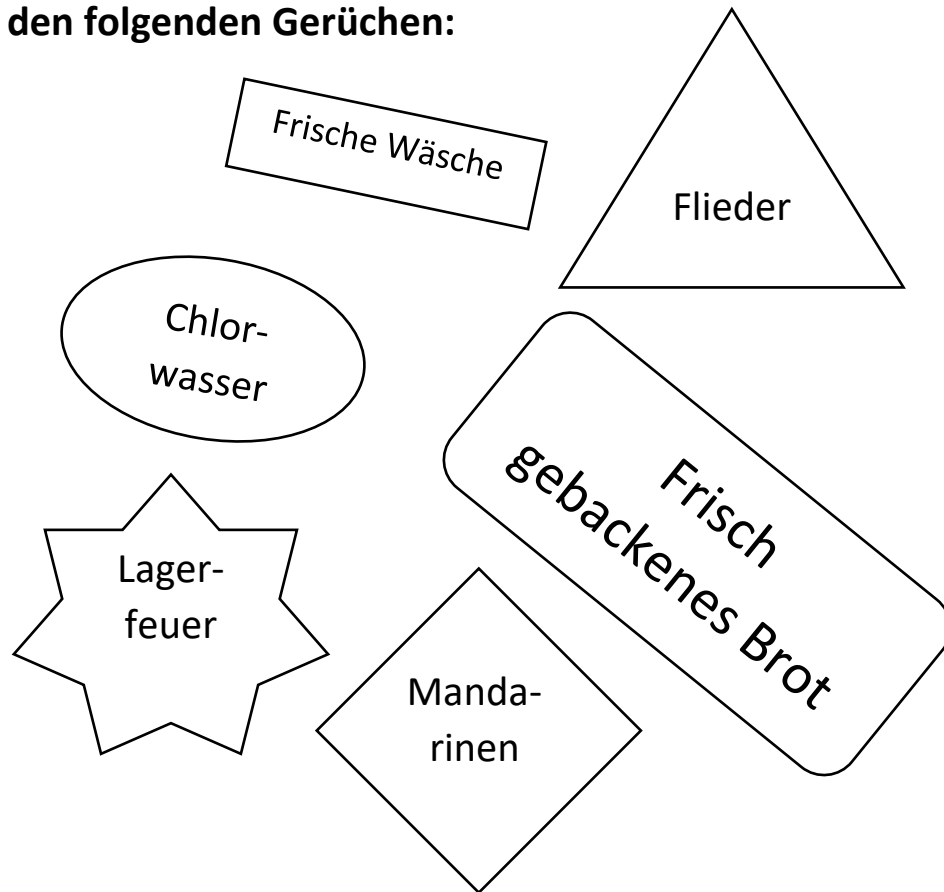 den folgenden Gerüchen:
Frische Wäsche
Flieder
Chlor-
wasser
Frisch
gebackenes Brot
Lager-
feuer
Manda-
rinen